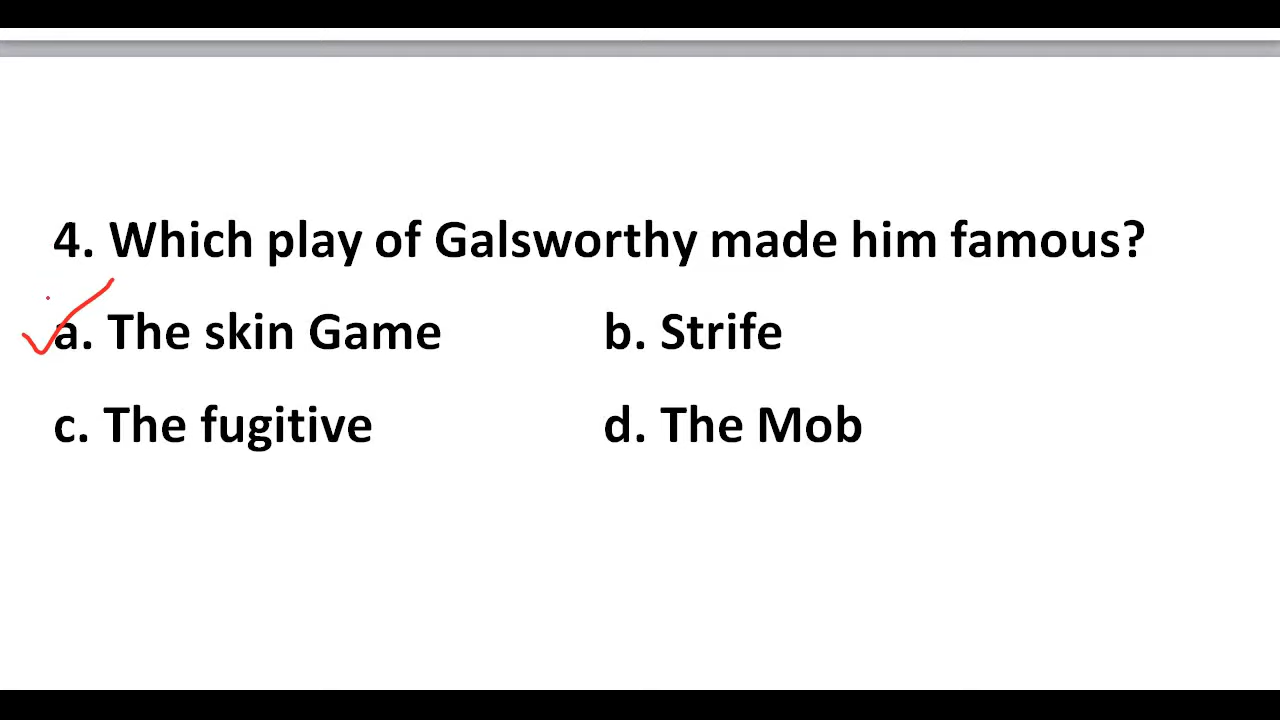 4. Which play of Galsworthy made him famous?
a. The skin Game b. Strife
c. The fugitive d. The Mob